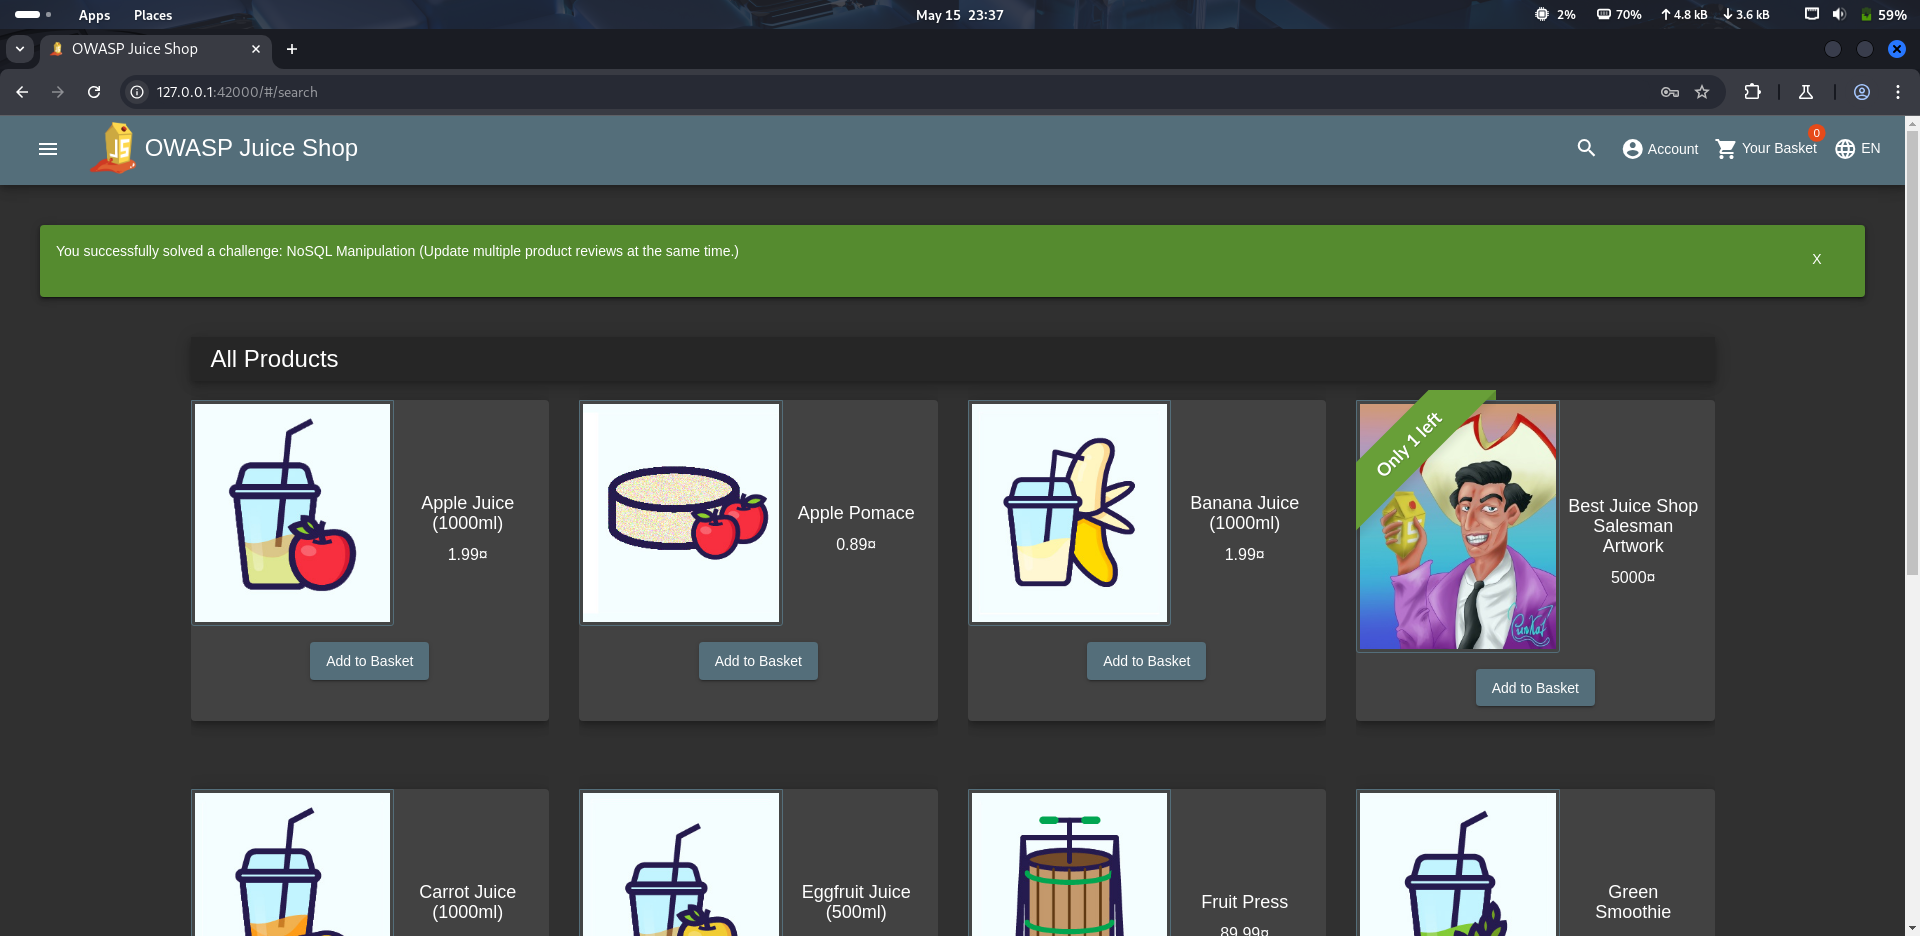 Apps Places May 15 23:37 2% 70% 4.8 kB 3.6 kB 59%
OWASP Juice Shop
127.0.0.1:42000/#/search
OWASP Juice Shop Account Your Basket 0 EN
You successfully solved a challenge: NoSQL Manipulation (Update multiple product reviews at the same time.) X
All Products
Only 1 left
Apple Juice
(1000ml)
1.99¤
Add to Basket
Apple Pomace
0.89¤
Add to Basket
Banana Juice
(1000ml)
1.99¤
Add to Basket
Best Juice Shop
Salesman
Artwork
5000¤
Add to Basket
Carrot Juice
(1000ml)
Eggfruit Juice
(500ml)
Fruit Press
89.99¤
Green
Smoothie